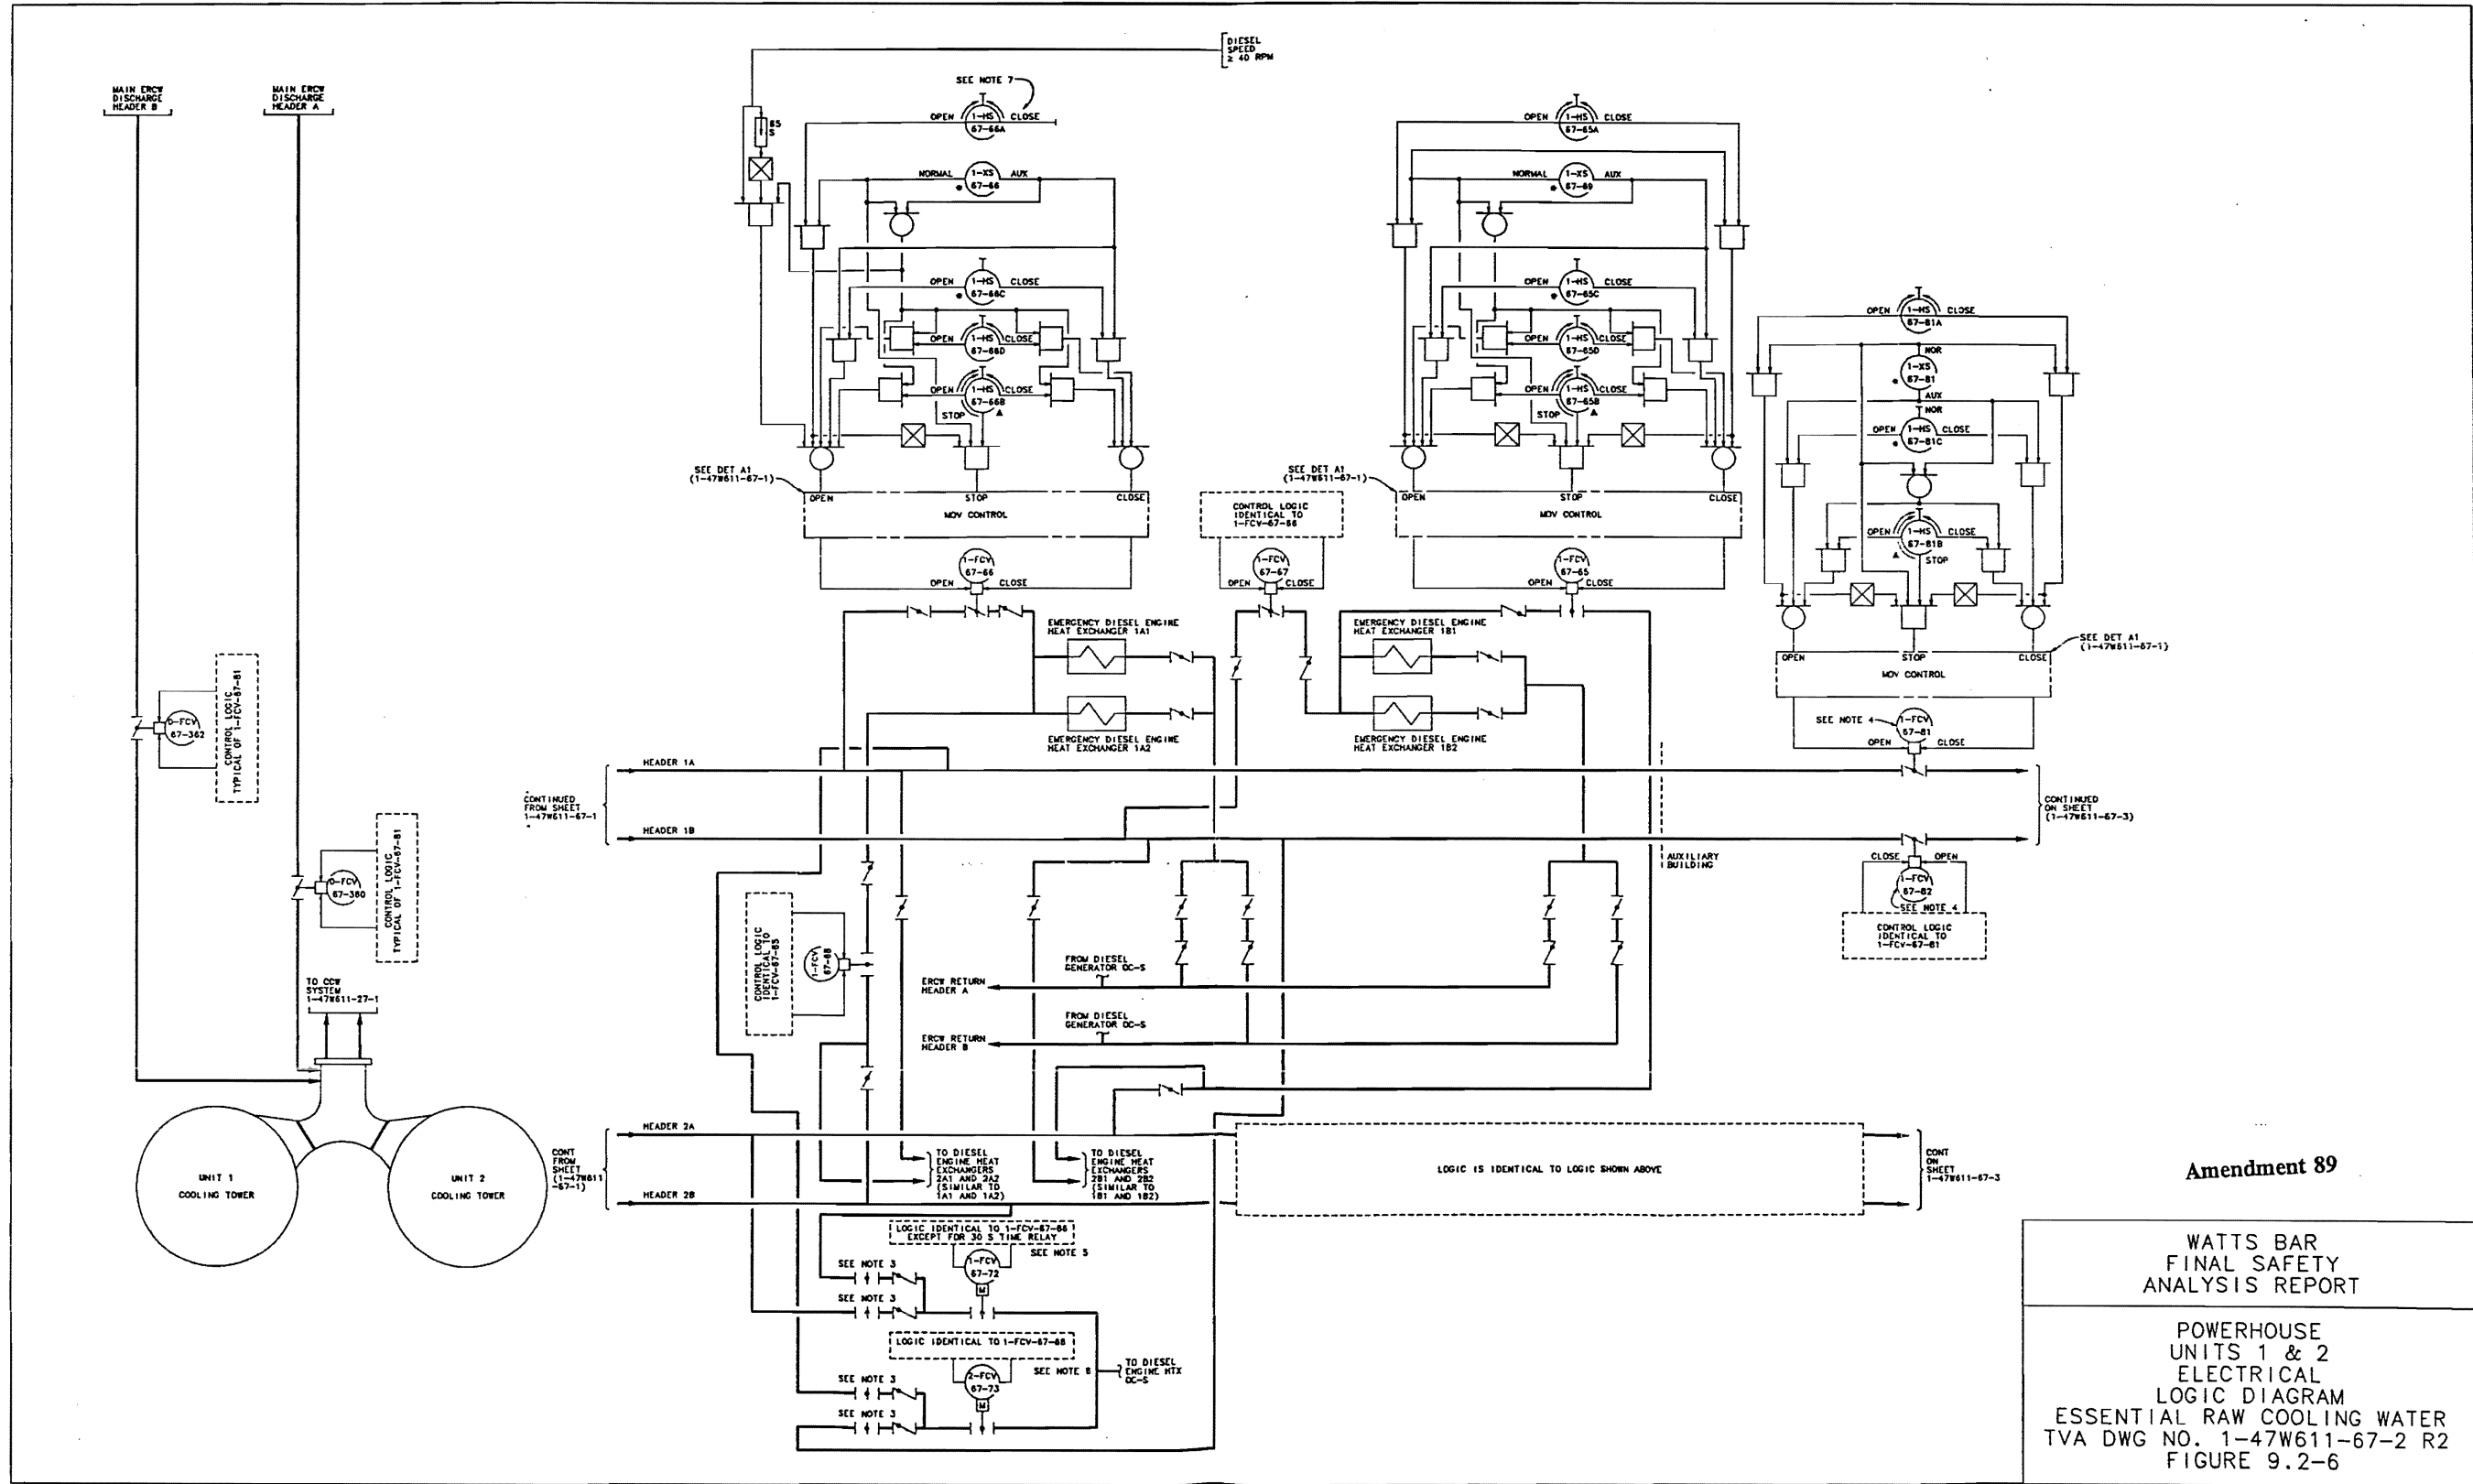 DIESEL
SPEED
≥ 40 RPM
MAIN ERCW
DISCHARGE
HEADER B
MAIN ERCW
DISCHARGE
HEADER A
SEE NOTE 7
65
S
OPEN
1-HS
67-66A
CLOSE
NORMAL
1-XS
67-66
AUX
OPEN
1-HS
67-66C
CLOSE
OPEN
1-HS
67-66D
CLOSE
OPEN
1-HS
67-66B
CLOSE
STOP
SEE DET A1
(1-47W611-67-1)
OPEN
STOP
CLOSE
MOV CONTROL
1-FCV
67-66
OPEN
CLOSE
OPEN
1-HS
67-65A
CLOSE
NORMAL
1-XS
67-69
AUX
OPEN
1-HS
67-65C
CLOSE
OPEN
1-HS
67-65D
CLOSE
OPEN
1-HS
67-65B
CLOSE
STOP
SEE DET A1
(1-47W611-67-1)
OPEN
STOP
CLOSE
MOV CONTROL
CONTROL LOGIC
IDENTICAL TO
1-FCV-67-66
1-FCV
67-67
OPEN
CLOSE
1-FCV
67-65
OPEN
CLOSE
OPEN
1-HS
67-81A
CLOSE
NOR
1-XS
67-81
AUX
NOR
OPEN
1-HS
67-81C
CLOSE
OPEN
1-HS
67-81B
CLOSE
STOP
SEE DET A1
(1-47W611-67-1)
OPEN
STOP
CLOSE
MOV CONTROL
SEE NOTE 4
1-FCV
67-81
OPEN
CLOSE
EMERGENCY DIESEL ENGINE
HEAT EXCHANGER 1A1
EMERGENCY DIESEL ENGINE
HEAT EXCHANGER 1A2
EMERGENCY DIESEL ENGINE
HEAT EXCHANGER 1B1
EMERGENCY DIESEL ENGINE
HEAT EXCHANGER 1B2
0-FCV
67-362
CONTROL LOGIC
TYPICAL OF 1-FCV-67-81
0-FCV
67-360
CONTROL LOGIC
TYPICAL OF 1-FCV-67-81
CONTINUED
FROM SHEET
1-47W611-67-1
HEADER 1A
HEADER 1B
CONTINUED
ON SHEET
(1-47W611-67-3)
AUXILIARY
BUILDING
CLOSE
OPEN
1-FCV
67-82
SEE NOTE 4
CONTROL LOGIC
IDENTICAL TO
1-FCV-67-81
CONTROL LOGIC
IDENTICAL TO
1-FCV-67-65
1-FCV
67-68
FROM DIESEL
GENERATOR OC-S
ERCW RETURN
HEADER A
FROM DIESEL
GENERATOR OC-S
ERCW RETURN
HEADER B
TO CCW
SYSTEM
1-47W611-27-1
UNIT 1
COOLING TOWER
UNIT 2
COOLING TOWER
CONT
FROM
SHEET
(1-47W611
-67-1)
HEADER 2A
HEADER 2B
TO DIESEL
ENGINE HEAT
EXCHANGERS
2A1 AND 2A2
(SIMILAR TO
1A1 AND 1A2)
TO DIESEL
ENGINE HEAT
EXCHANGERS
2B1 AND 2B2
(SIMILAR TO
1B1 AND 1B2)
LOGIC IS IDENTICAL TO LOGIC SHOWN ABOVE
CONT
ON
SHEET
1-47W611-67-3
LOGIC IDENTICAL TO 1-FCV-67-66
EXCEPT FOR 30 S TIME RELAY
SEE NOTE 5
1-FCV
67-72
M
SEE NOTE 3
SEE NOTE 3
LOGIC IDENTICAL TO 1-FCV-67-68
SEE NOTE 6
2-FCV
67-73
M
SEE NOTE 3
SEE NOTE 3
TO DIESEL
ENGINE HTX
OC-S
Amendment 89
WATTS BAR
FINAL SAFETY
ANALYSIS REPORT
POWERHOUSE
UNITS 1 & 2
ELECTRICAL
LOGIC DIAGRAM
ESSENTIAL RAW COOLING WATER
TVA DWG NO. 1-47W611-67-2 R2
FIGURE 9.2-6